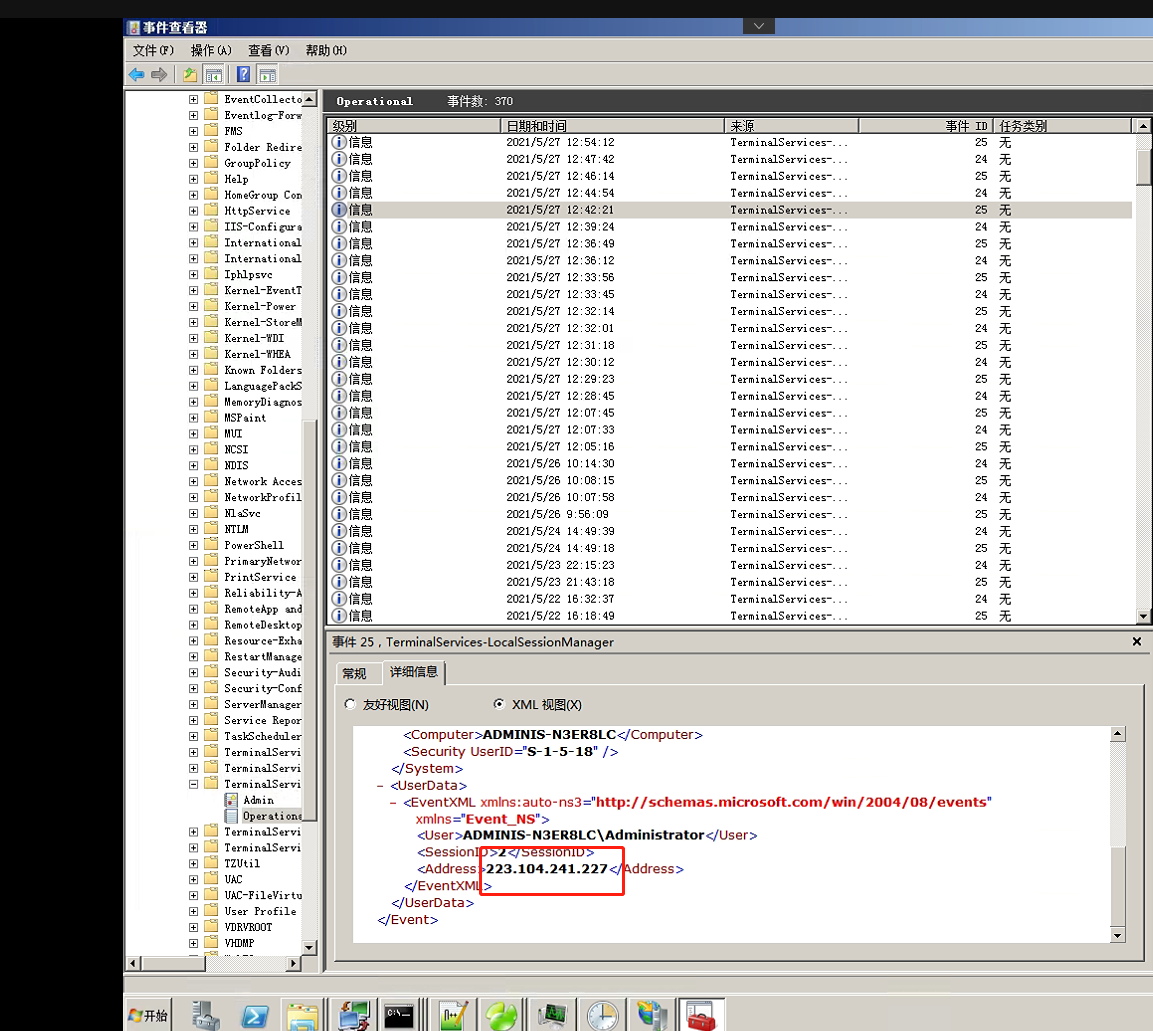 事件查看器
文件(F) 操作(A) 查看(V) 帮助(H)
EventCollecto
Eventlog-Forw
FMS
Folder Redire
GroupPolicy
Help
HomeGroup Con
HttpService
IIS-Configura
International
International
Iphlpsvc
Kernel-EventT
Kernel-Power
Kernel-StoreM
Kernel-WDI
Kernel-WHEA
Known Folders
LanguagePackS
MemoryDiagnos
MSPaint
MUI
NCSI
NDIS
Network Acces
NetworkProfil
NlaSvc
NTLM
PowerShell
PrimaryNetwor
PrintService
Reliability-A
RemoteApp and
RemoteDesktop
Resource-Exha
RestartManage
Security-Audi
Security-Conf
ServerManager
Service Repor
TaskScheduler
TerminalServi
TerminalServi
TerminalServi
Admin
Operationa
TerminalServi
TerminalServi
TZUtil
UAC
UAC-FileVirtu
User Profile
VDRVROOT
VHDMP
Operational 事件数: 370
级别 日期和时间 来源 事件 ID 任务类别
信息 2021/5/27 12:54:12 TerminalServices-... 25 无
信息 2021/5/27 12:47:42 TerminalServices-... 24 无
信息 2021/5/27 12:46:14 TerminalServices-... 25 无
信息 2021/5/27 12:44:54 TerminalServices-... 24 无
信息 2021/5/27 12:42:21 TerminalServices-... 25 无
信息 2021/5/27 12:39:24 TerminalServices-... 24 无
信息 2021/5/27 12:36:49 TerminalServices-... 25 无
信息 2021/5/27 12:36:12 TerminalServices-... 24 无
信息 2021/5/27 12:33:56 TerminalServices-... 25 无
信息 2021/5/27 12:33:45 TerminalServices-... 24 无
信息 2021/5/27 12:32:14 TerminalServices-... 25 无
信息 2021/5/27 12:32:01 TerminalServices-... 24 无
信息 2021/5/27 12:31:18 TerminalServices-... 25 无
信息 2021/5/27 12:30:12 TerminalServices-... 24 无
信息 2021/5/27 12:29:23 TerminalServices-... 25 无
信息 2021/5/27 12:28:45 TerminalServices-... 24 无
信息 2021/5/27 12:07:45 TerminalServices-... 25 无
信息 2021/5/27 12:07:33 TerminalServices-... 24 无
信息 2021/5/27 12:05:16 TerminalServices-... 25 无
信息 2021/5/26 10:14:30 TerminalServices-... 24 无
信息 2021/5/26 10:08:15 TerminalServices-... 25 无
信息 2021/5/26 10:07:58 TerminalServices-... 24 无
信息 2021/5/26 9:56:09 TerminalServices-... 25 无
信息 2021/5/24 14:49:39 TerminalServices-... 24 无
信息 2021/5/24 14:49:18 TerminalServices-... 25 无
信息 2021/5/23 22:15:23 TerminalServices-... 24 无
信息 2021/5/23 21:43:18 TerminalServices-... 25 无
信息 2021/5/22 16:32:37 TerminalServices-... 24 无
信息 2021/5/22 16:18:49 TerminalServices-... 25 无
事件 25，TerminalServices-LocalSessionManager
常规 详细信息
友好视图(N) XML 视图(X)
<Computer>ADMINIS-N3ER8LC</Computer>
<Security UserID="S-1-5-18" />
</System>
- <UserData>
- <EventXML xmlns:auto-ns3="http://schemas.microsoft.com/win/2004/08/events"
xmlns="Event_NS">
<User>ADMINIS-N3ER8LC\Administrator</User>
<SessionID>2</SessionID>
<Address>223.104.241.227</Address>
</EventXML>
</UserData>
</Event>
开始